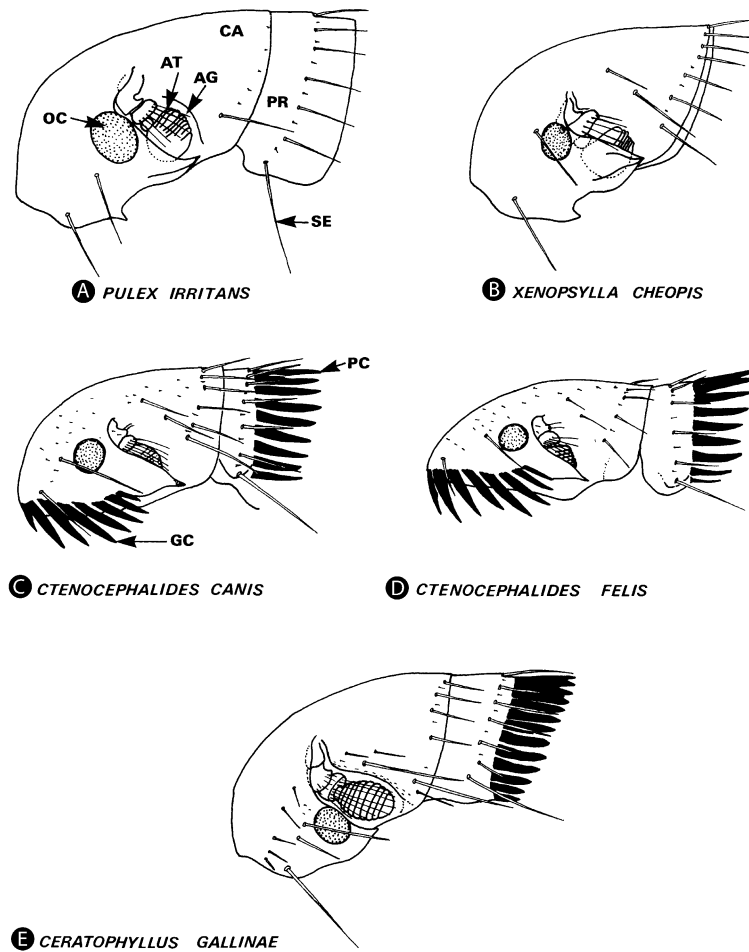 CA
AT
AG
OC
PR
SE
A PULEX IRRITANS
B XENOPSYLLA CHEOPIS
PC
GC
C CTENOCEPHALIDES CANIS
D CTENOCEPHALIDES FELIS
E CERATOPHYLLUS GALLINAE